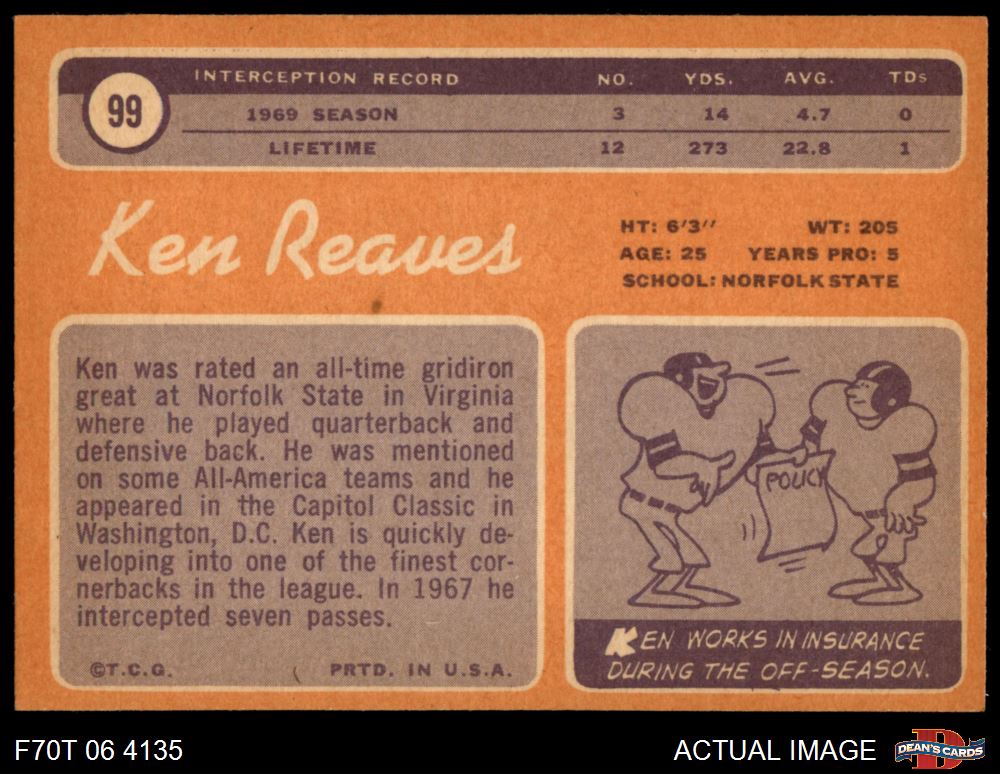 99
INTERCEPTION RECORD NO. YDS. AVG. TDs
1969 SEASON 3 14 4.7 0
LIFETIME 12 273 22.8 1
Ken Reaves
HT: 6'3'' WT: 205
AGE: 25 YEARS PRO: 5
SCHOOL: NORFOLK STATE
Ken was rated an all-time gridiron
great at Norfolk State in Virginia
where he played quarterback and
defensive back. He was mentioned
on some All-America teams and he
appeared in the Capitol Classic in
Washington, D.C. Ken is quickly de-
veloping into one of the finest cor-
nerbacks in the league. In 1967 he
intercepted seven passes.
©T.C.G. PRTD. IN U.S.A.
POLICY
KEN WORKS IN INSURANCE
DURING THE OFF-SEASON.
F70T 06 4135
ACTUAL IMAGE
D
DEAN'S CARDS